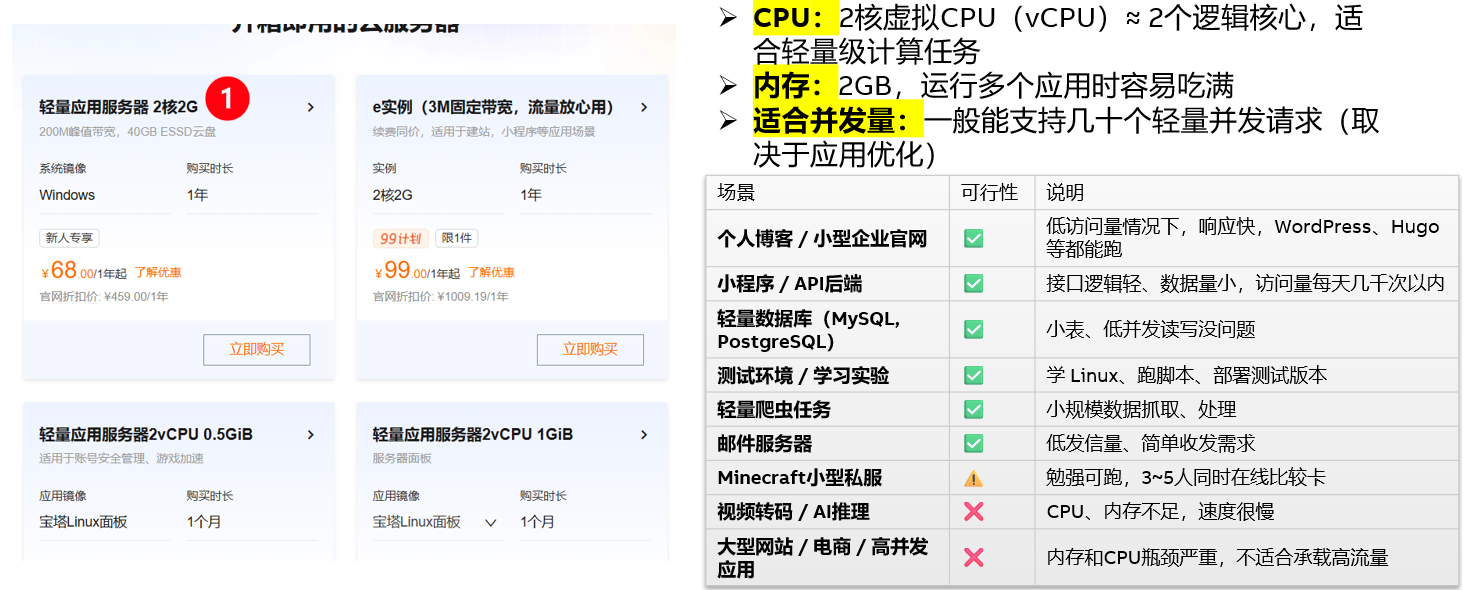 开箱即用的云服务器
轻量应用服务器 2核2G
1
200M峰值带宽，40GB ESSD云盘
系统镜像
购买时长
Windows
1年
新人专享
¥68.00/1年起 了解优惠
官网折扣价: ¥459.00/1年
立即购买
e实例（3M固定带宽，流量放心用）
续费同价，适用于建站，小程序等应用场景
实例
购买时长
2核2G
1年
99计划 限1件
¥99.00/1年起 了解优惠
官网折扣价: ¥1009.19/1年
立即购买
轻量应用服务器2vCPU 0.5GiB
适用于账号安全管理、游戏加速
应用镜像
购买时长
宝塔Linux面板
1个月
轻量应用服务器2vCPU 1GiB
服务器面板
应用镜像
购买时长
宝塔Linux面板
1个月
CPU：2核虚拟CPU（vCPU）≈ 2个逻辑核心，适
合轻量级计算任务
内存：2GB，运行多个应用时容易吃满
适合并发量：一般能支持几十个轻量并发请求（取
决于应用优化）
场景 可行性 说明
个人博客 / 小型企业官网 ✅ 低访问量情况下，响应快，WordPress、Hugo
等都能跑
小程序 / API后端 ✅ 接口逻辑轻、数据量小，访问量每天几千次以内
轻量数据库（MySQL,
PostgreSQL） ✅ 小表、低并发读写没问题
测试环境 / 学习实验 ✅ 学 Linux、跑脚本、部署测试版本
轻量爬虫任务 ✅ 小规模数据抓取、处理
邮件服务器 ✅ 低发信量、简单收发需求
Minecraft小型私服 ⚠️ 勉强可跑，3~5人同时在线比较卡
视频转码 / AI推理 ❌ CPU、内存不足，速度很慢
大型网站 / 电商 / 高并发
应用 ❌ 内存和CPU瓶颈严重，不适合承载高流量